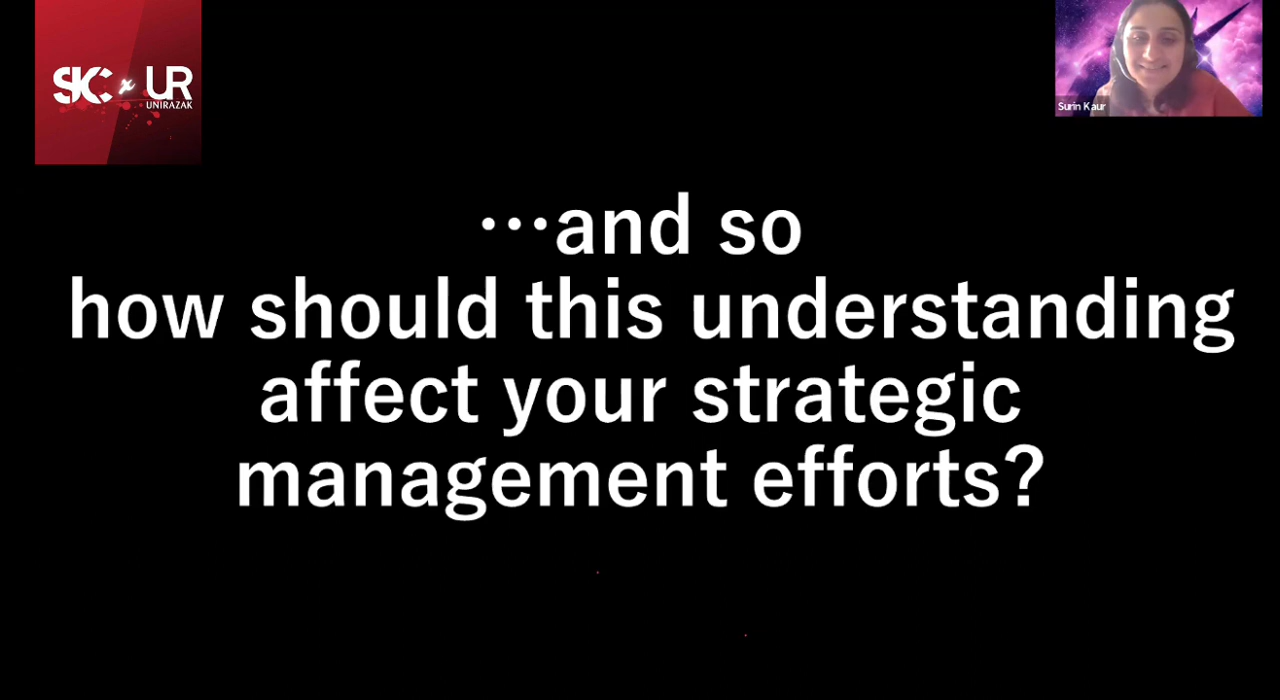 SKC x UR
UNIRAZAK
Surin Kaur
…and so
how should this understanding
affect your strategic
management efforts?